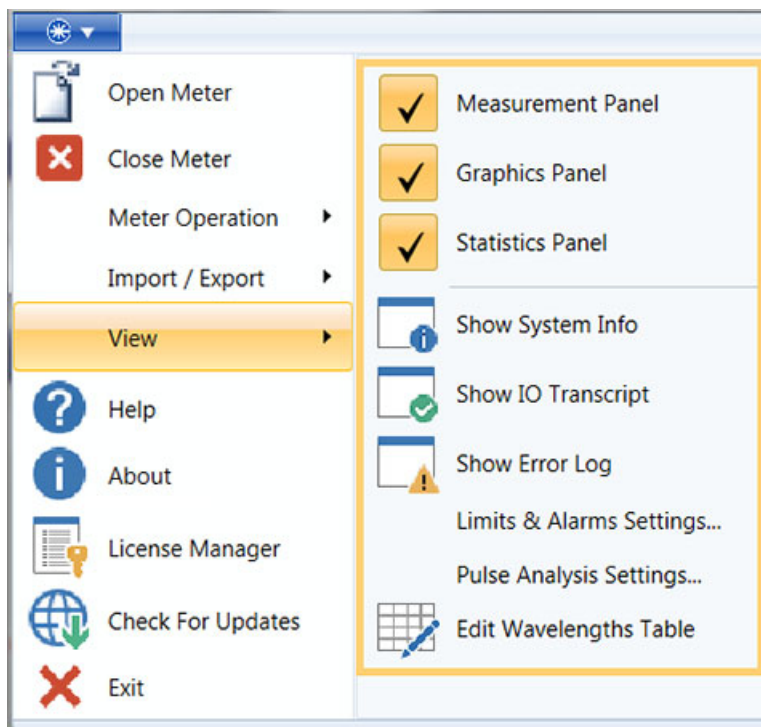 Open Meter
Close Meter
Meter Operation
Import / Export
View
Help
About
License Manager
Check For Updates
Exit
Measurement Panel
Graphics Panel
Statistics Panel
Show System Info
Show IO Transcript
Show Error Log
Limits & Alarms Settings...
Pulse Analysis Settings...
Edit Wavelengths Table